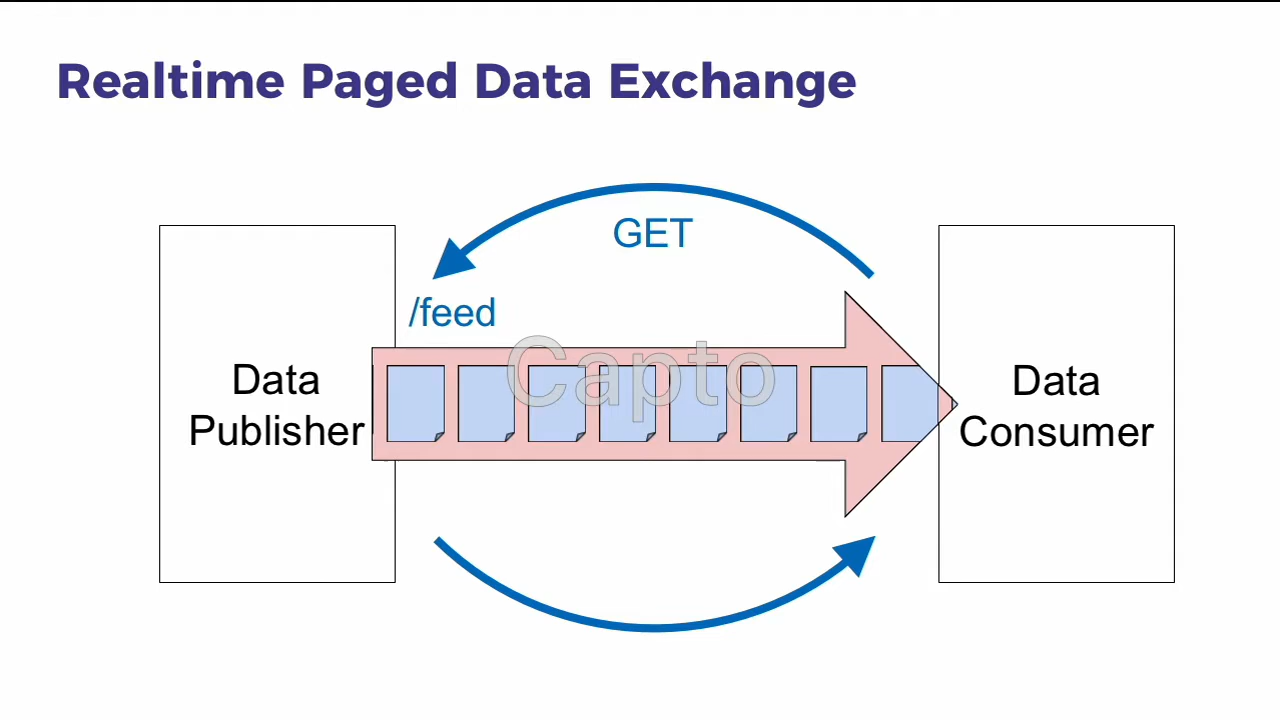 Realtime Paged Data Exchange
GET
/feed
Capto
Data
Publisher
Data
Consumer